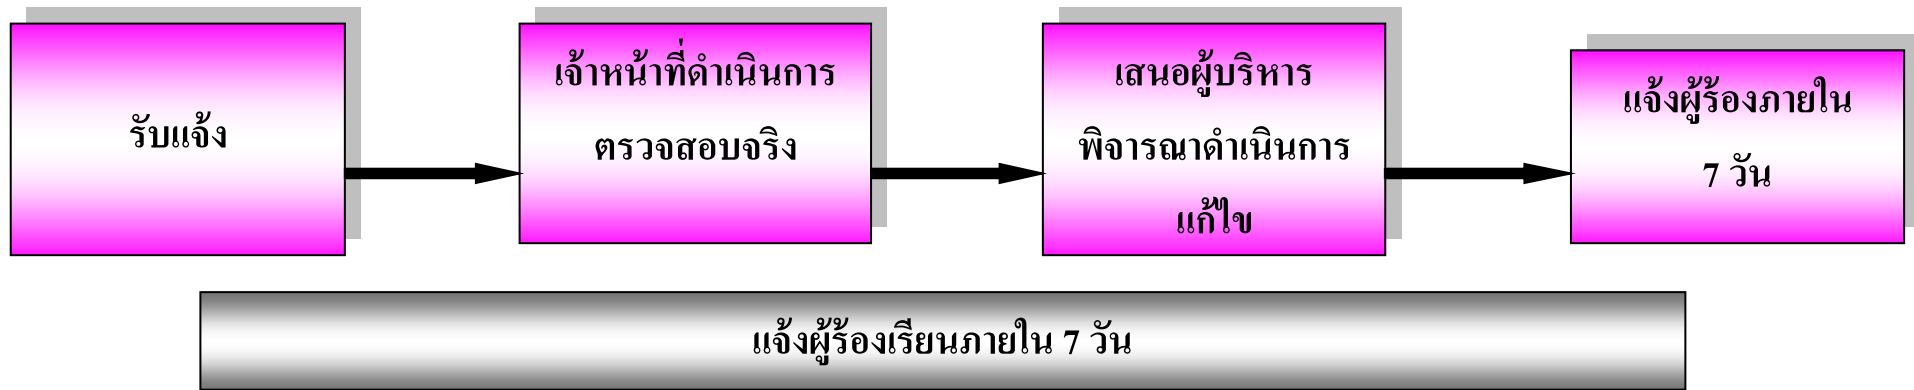 รับแจ้ง
เจ้าหน้าที่ดำเนินการ
ตรวจสอบจริง
เสนอผู้บริหาร
พิจารณาดำเนินการ
แก้ไข
แจ้งผู้ร้องภายใน
7 วัน
แจ้งผู้ร้องเรียนภายใน 7 วัน